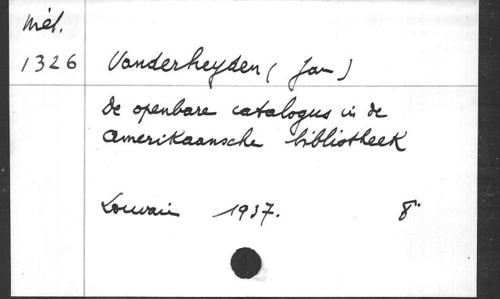 Mél.
1326 Vanderheyden (Jan)
De openbare catalogus in de
amerikaansche bibliotheek
Louvain 1937. 8°